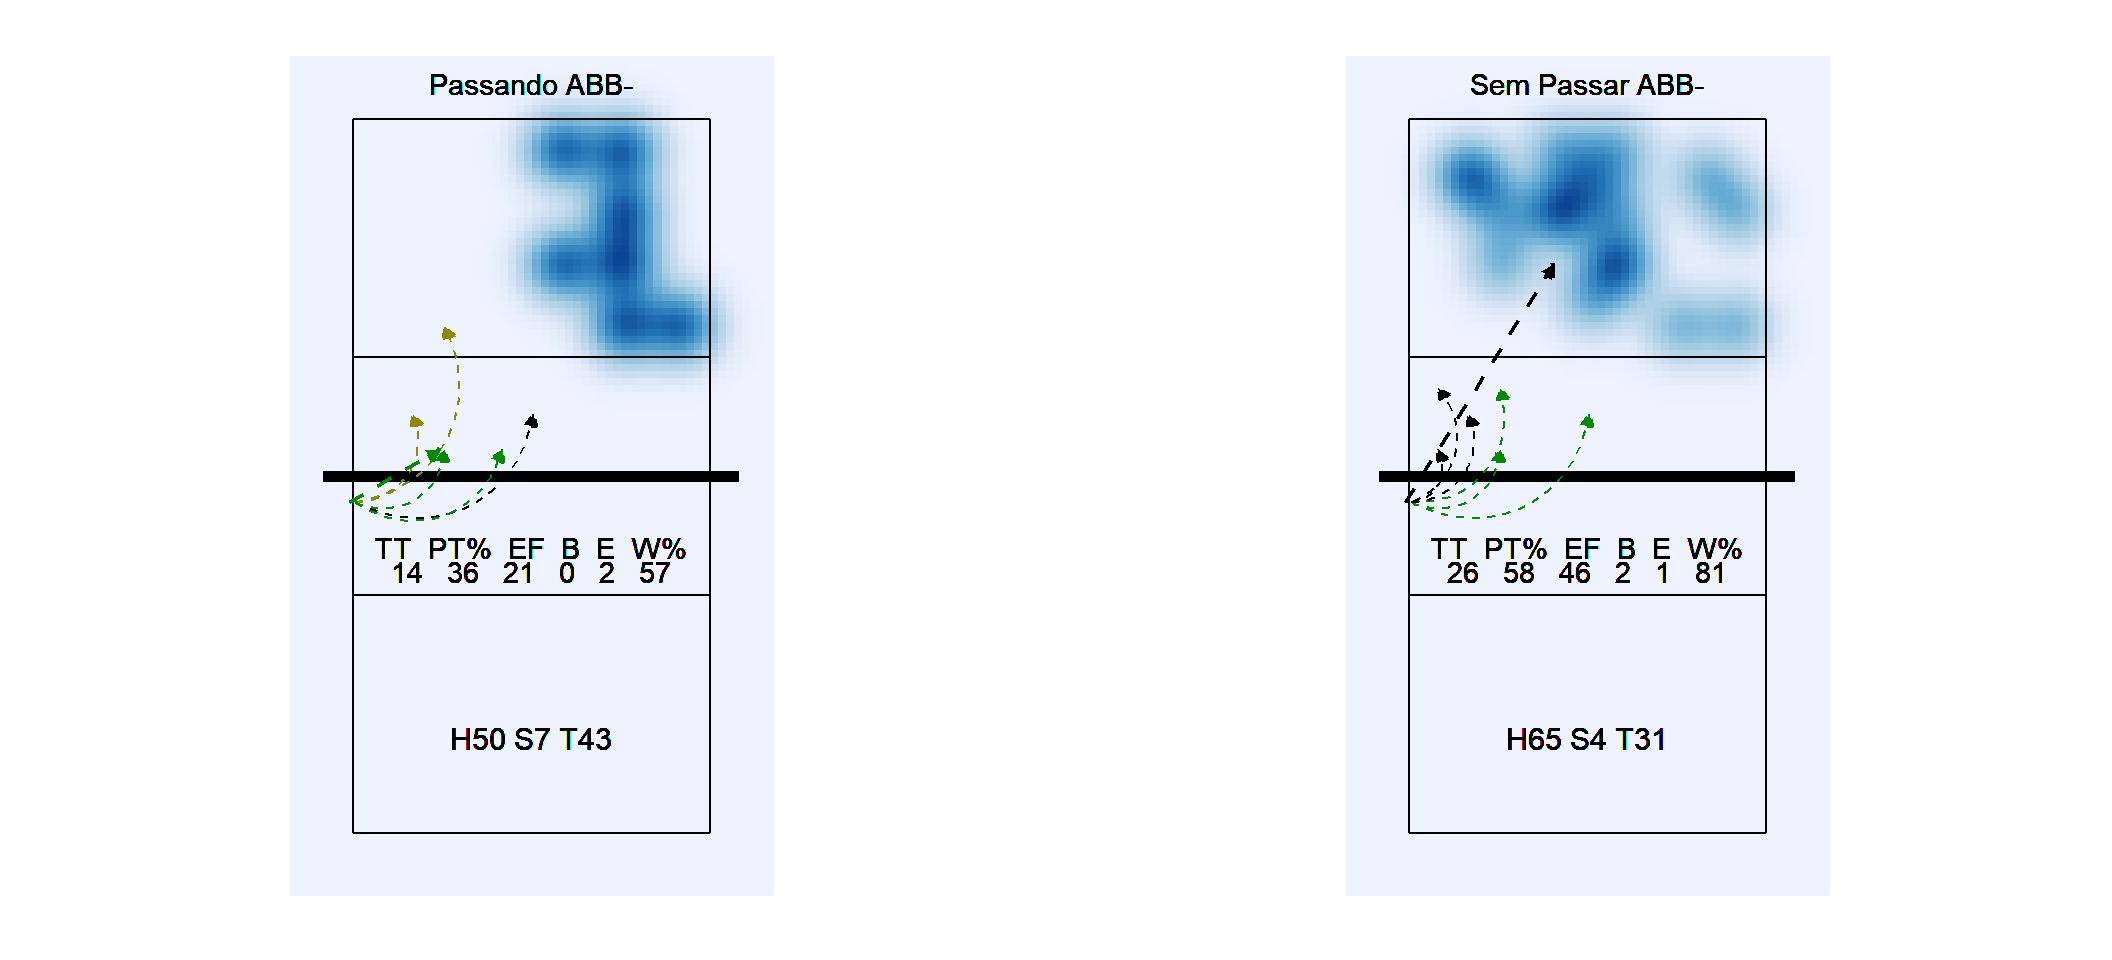 Passando ABB-
TT PT% EF B E W%
14 36 21 0 2 57
H50 S7 T43
Sem Passar ABB-
TT PT% EF B E W%
26 58 46 2 1 81
H65 S4 T31